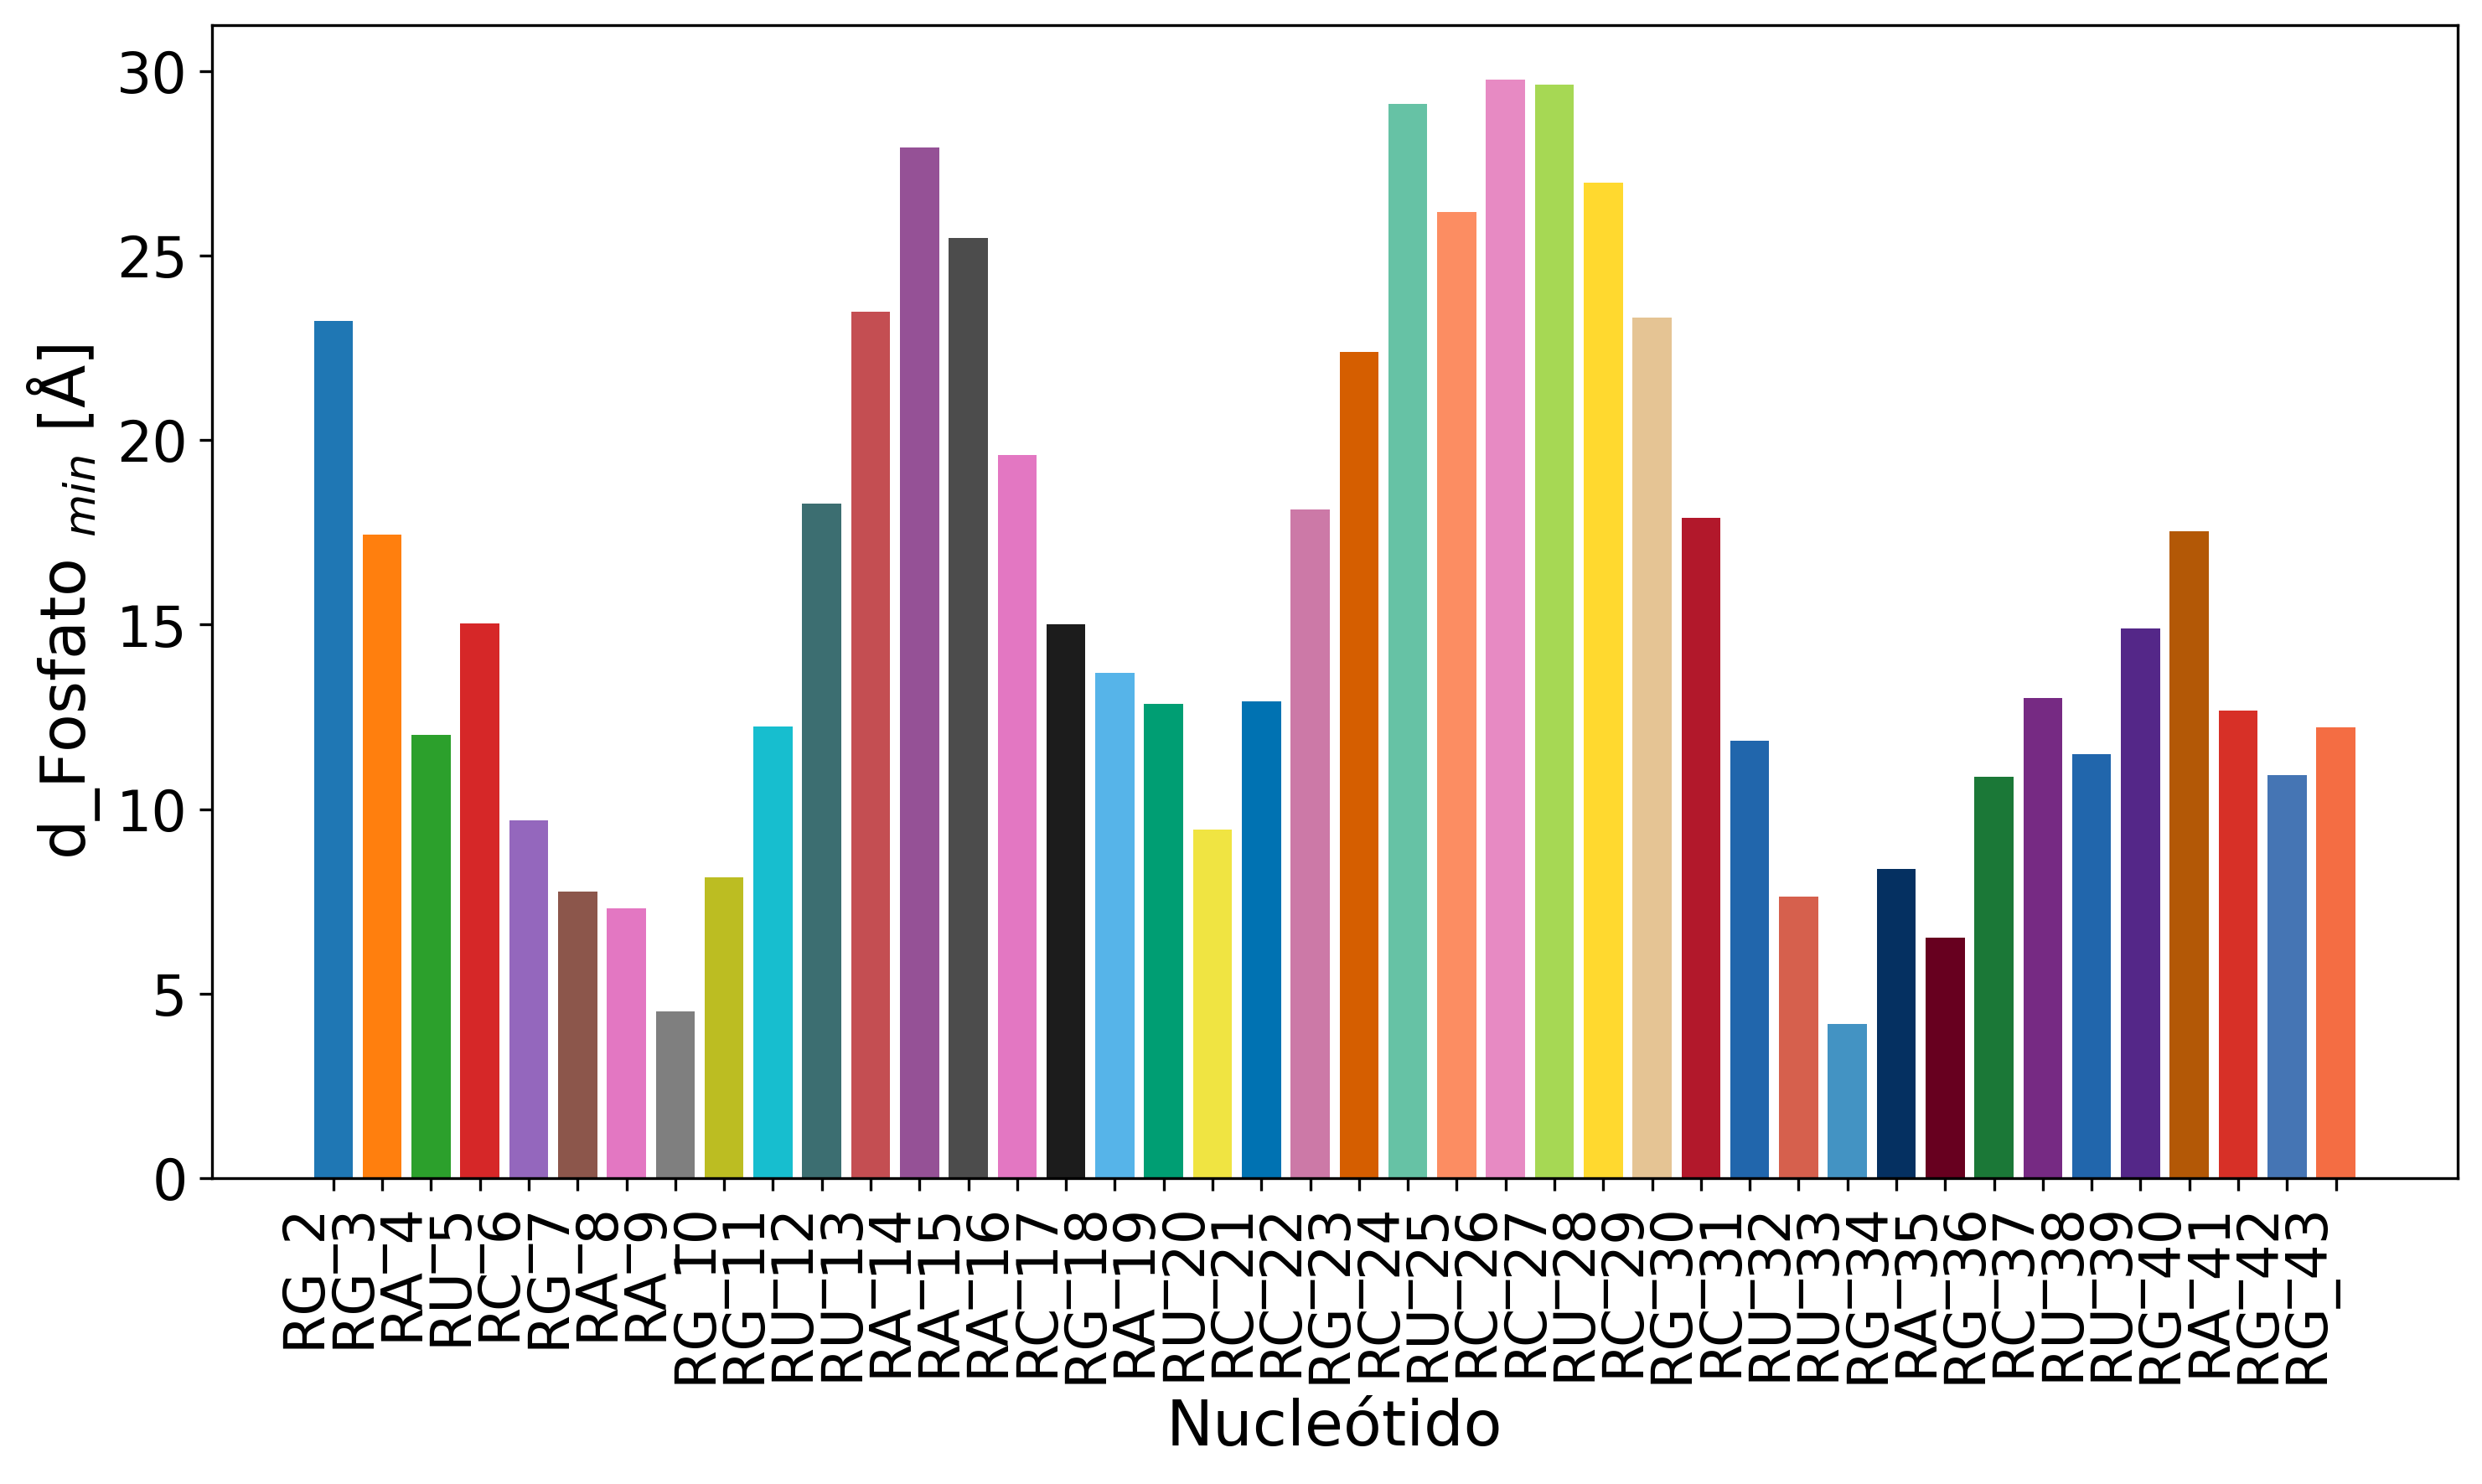 d_Fosfato min [Å]
30
25
20
15
10
5
0
RG_2
RG_3
RA_4
RU_5
RC_6
RG_7
RA_8
RA_9
RG_10
RG_11
RU_12
RU_13
RA_14
RA_15
RA_16
RC_17
RG_18
RA_19
RU_20
RC_21
RC_22
RG_23
RC_24
RU_25
RC_26
RC_27
RU_28
RC_29
RG_30
RC_31
RU_32
RU_33
RG_34
RA_35
RG_36
RC_37
RU_38
RU_39
RG_40
RA_41
RG_42
RG_43
Nucleótido